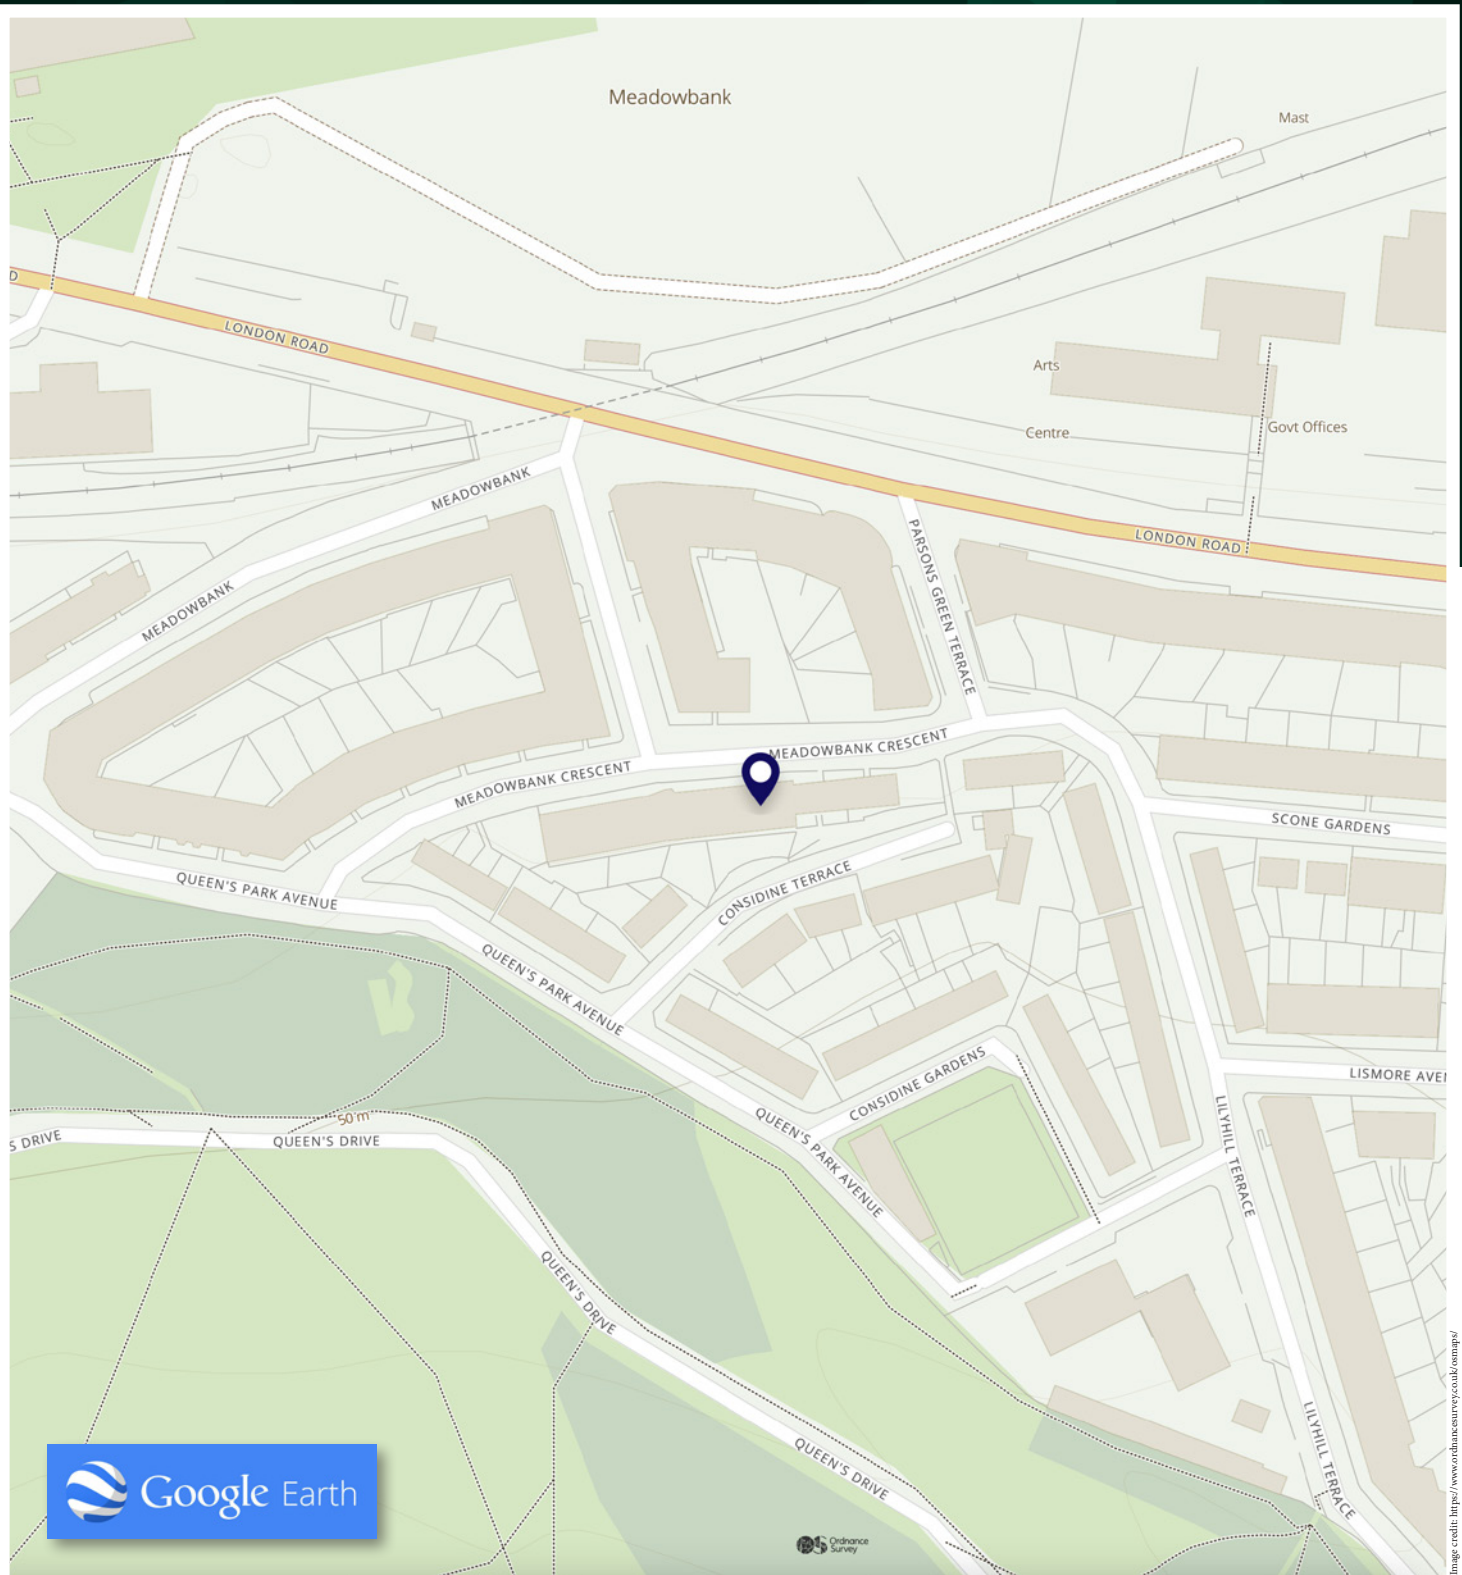 Meadowbank
Mast
D
LONDON ROAD
Arts
Centre
Govt Offices
MEADOWBANK
LONDON ROAD
PARSONS GREEN TERRACE
MEADOWBANK
MEADOWBANK CRESCENT
MEADOWBANK CRESCENT
SCONE GARDENS
QUEEN'S PARK AVENUE
CONSIDINE TERRACE
QUEEN'S PARK AVENUE
CONSIDINE GARDENS
LISMORE AVE
50 m
S DRIVE
QUEEN'S DRIVE
QUEEN'S PARK AVENUE
LILYHILL TERRACE
QUEEN'S DRIVE
QUEEN'S DRIVE
LILYHILL TERRACE
Google Earth
OS Ordnance
Survey
Image credit: https://www.ordnancesurvey.co.uk/osmaps/